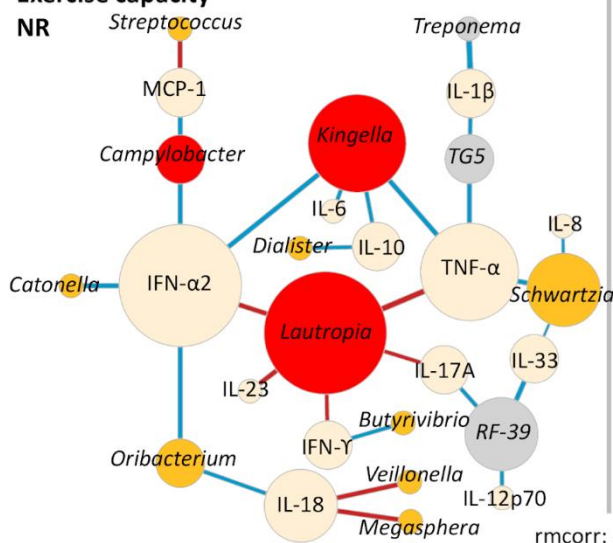 Exercise capacity
NR
Streptococcus
Treponema
MCP-1
IL-1β
Campylobacter
Kingella
TG5
IL-6
IL-8
Dialister
IL-10
Catonella
IFN-α2
TNF-α
Schwartzia
Lautropia
IL-33
IL-17A
IL-23
Butyrivibrio
RF-39
IFN-ϒ
Oribacterium
Veillonella
IL-18
IL-12p70
Megasphera
rmcorr: